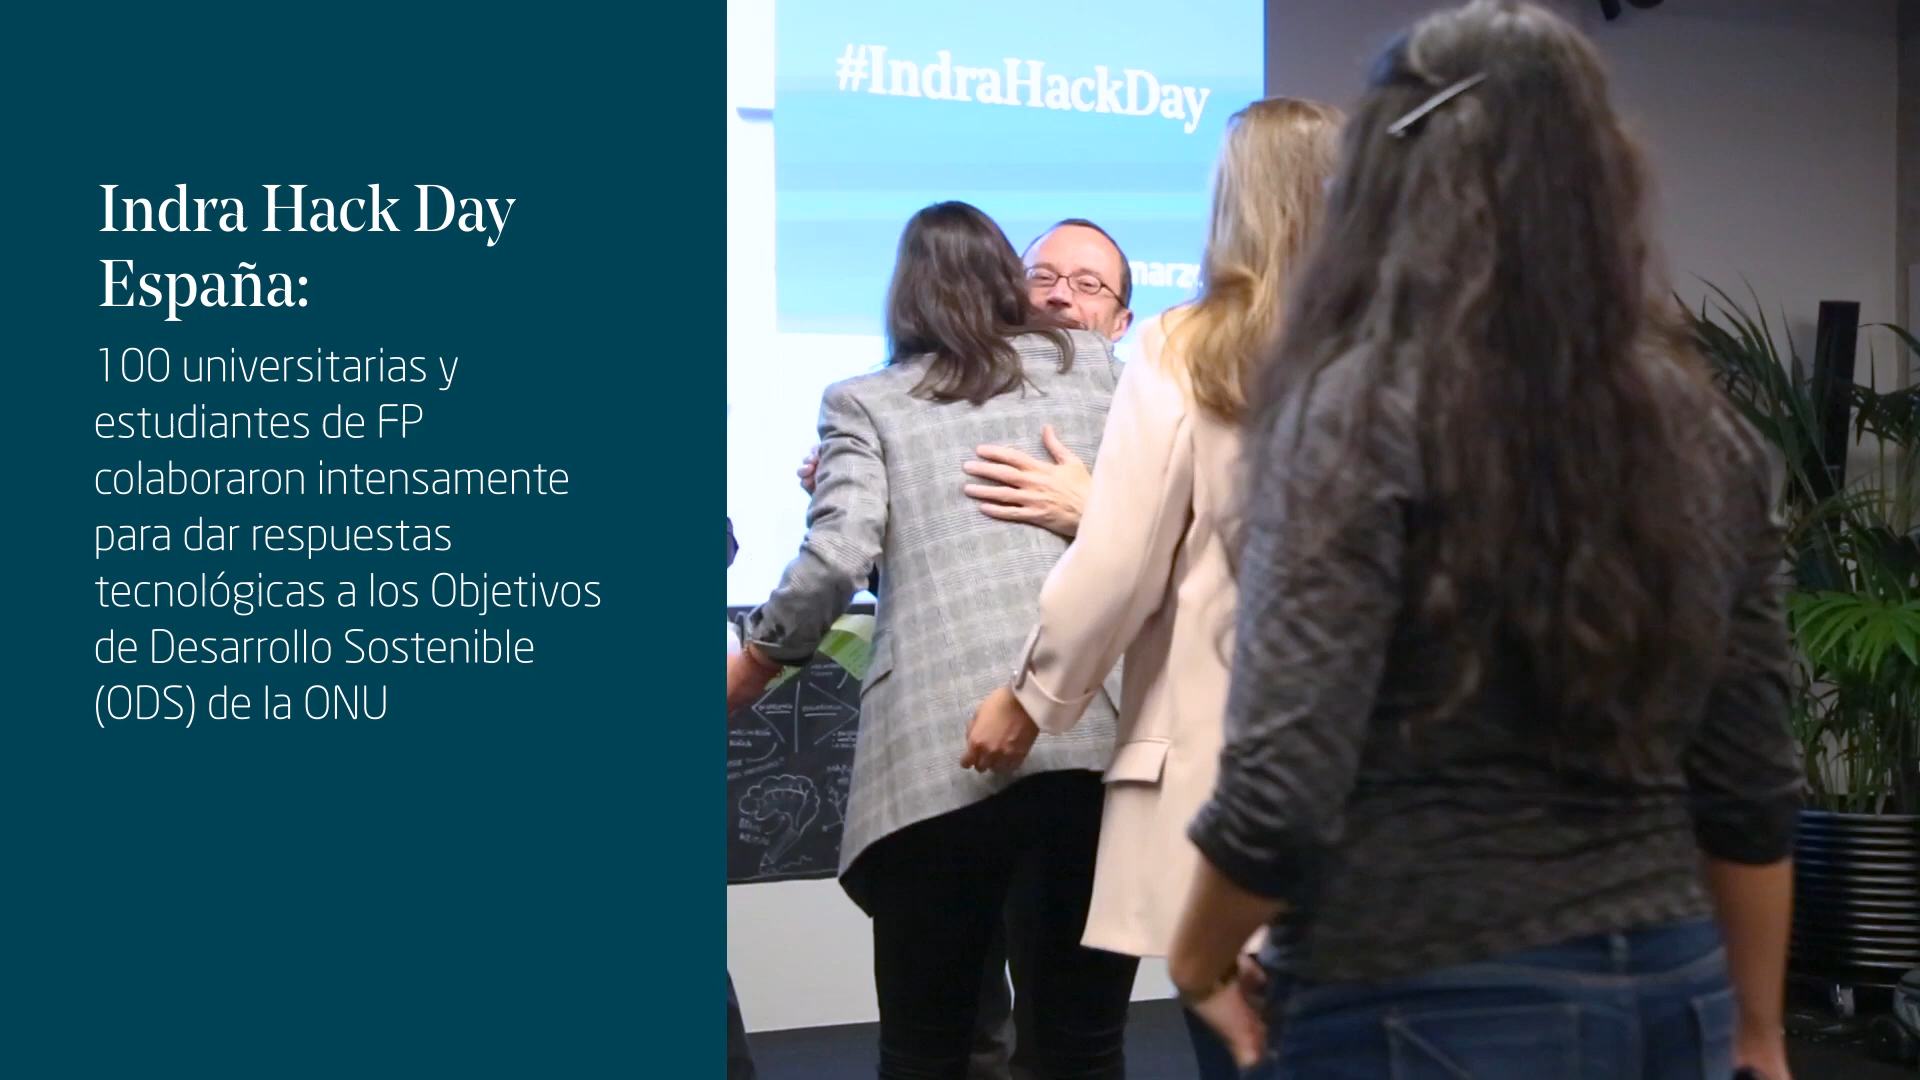 Indra Hack Day
España:
100 universitarias y
estudiantes de FP
colaboraron intensamente
para dar respuestas
tecnológicas a los Objetivos
de Desarrollo Sostenible
(ODS) de la ONU
#IndraHackDay